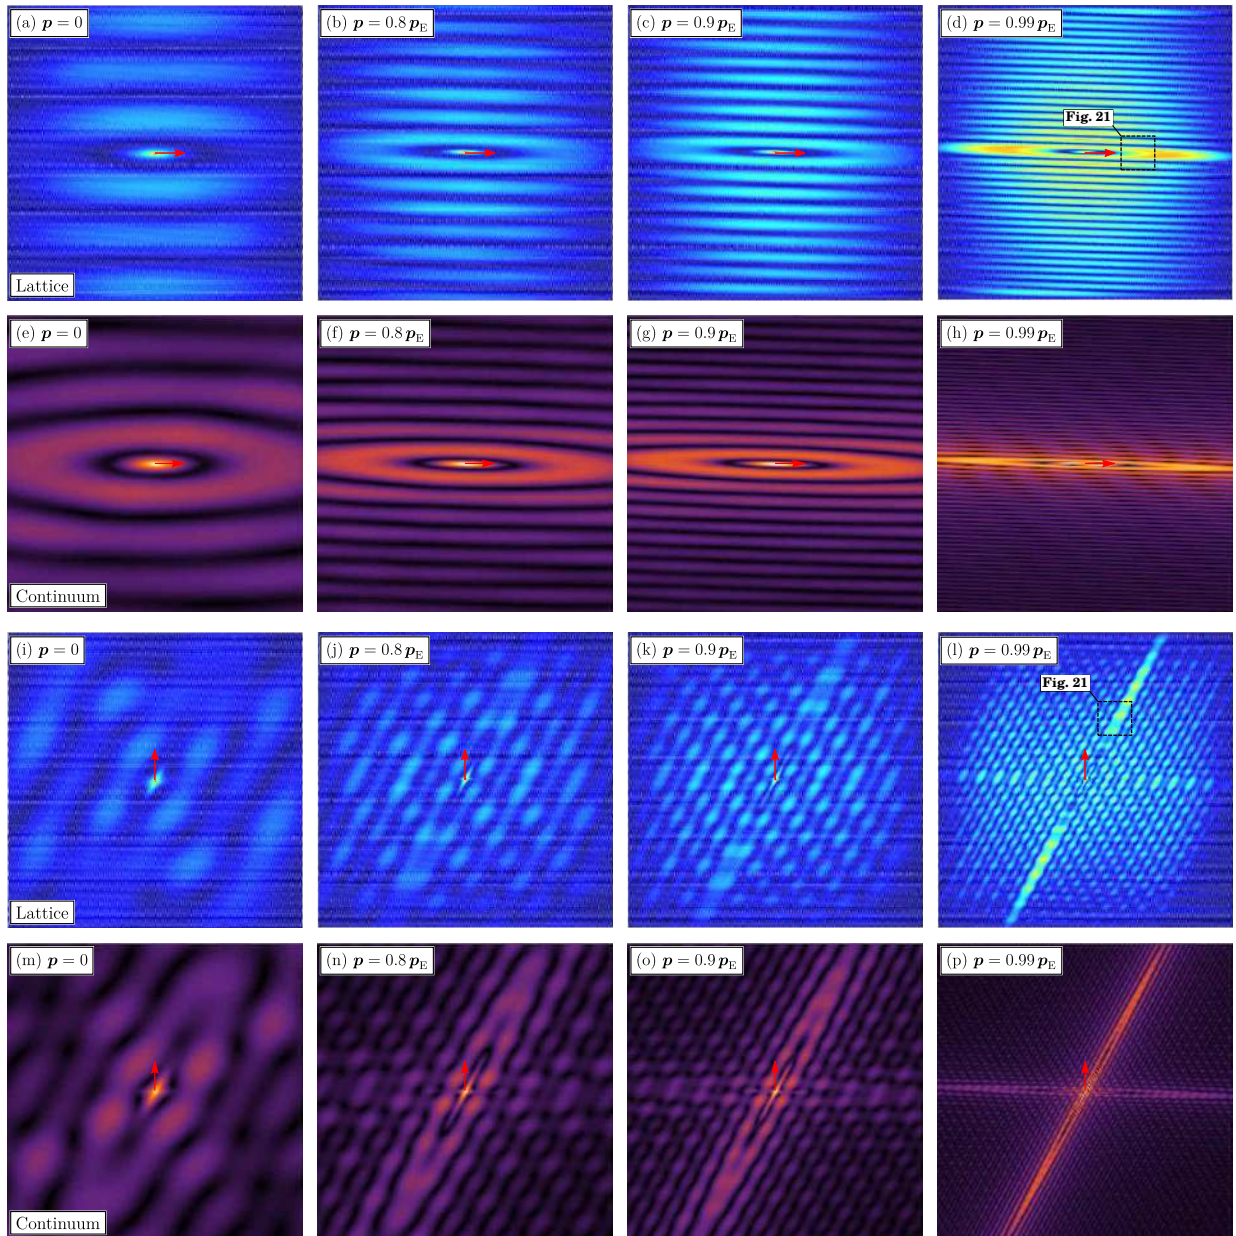 (a) p = 0
(b) p = 0.8 p_E
(c) p = 0.9 p_E
(d) p = 0.99 p_E
Fig. 21
Lattice
(e) p = 0
(f) p = 0.8 p_E
(g) p = 0.9 p_E
(h) p = 0.99 p_E
Continuum
(i) p = 0
(j) p = 0.8 p_E
(k) p = 0.9 p_E
(l) p = 0.99 p_E
Fig. 21
Lattice
(m) p = 0
(n) p = 0.8 p_E
(o) p = 0.9 p_E
(p) p = 0.99 p_E
Continuum